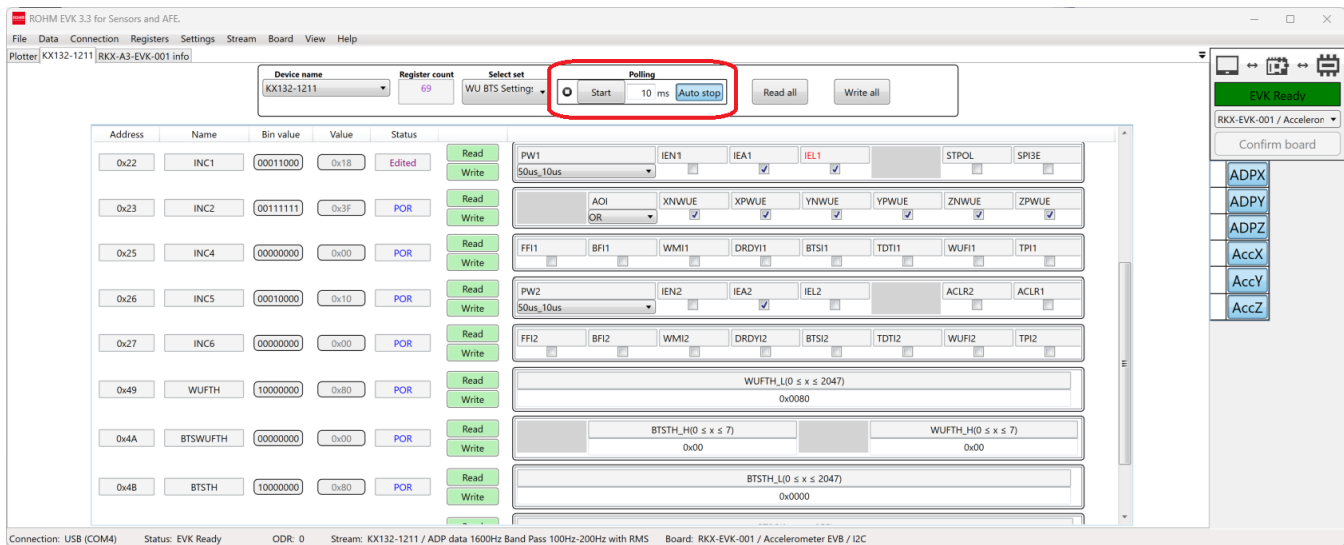 ROHM EVK 3.3 for Sensors and AFE.
File Data Connection Registers Settings Stream Board View Help
Plotter KX132-1211 RKX-A3-EVK-001 info
Device name Register count Select set Polling
KX132-1211 69 WU BTS Setting: Start 10 ms Auto stop Read all Write all
EVK Ready
RKX-EVK-001 / Acceleron
Confirm board
ADPX
ADPY
ADPZ
AccX
AccY
AccZ
Address Name Bin value Value Status
0x22 INC1 00011000 0x18 Edited Read Write PW1 IEN1 IEA1 IEL1 STPOL SPI3E
50us_10us
0x23 INC2 00111111 0x3F POR Read Write AOI XNWUE XPWUE YNWUE YPWUE ZNWUE ZPWUE
OR
0x25 INC4 00000000 0x00 POR Read Write FFI1 BFI1 WMI1 DRDYI1 BTSI1 TDTI1 WUFI1 TPI1
0x26 INC5 00010000 0x10 POR Read Write PW2 IEN2 IEA2 IEL2 ACLR2 ACLR1
50us_10us
0x27 INC6 00000000 0x00 POR Read Write FFI2 BFI2 WMI2 DRDYI2 BTSI2 TDTI2 WUFI2 TPI2
0x49 WUFTH 10000000 0x80 POR Read Write WUFTH_L(0 ≤ x ≤ 2047)
0x0080
0x4A BTSWUFTH 00000000 0x00 POR Read Write BTSTH_H(0 ≤ x ≤ 7) WUFTH_H(0 ≤ x ≤ 7)
0x00 0x00
0x4B BTSTH 10000000 0x80 POR Read Write BTSTH_L(0 ≤ x ≤ 2047)
0x0000
Connection: USB (COM4) Status: EVK Ready ODR: 0 Stream: KX132-1211 / ADP data 1600Hz Band Pass 100Hz-200Hz with RMS Board: RKX-EVK-001 / Accelerometer EVB / I2C